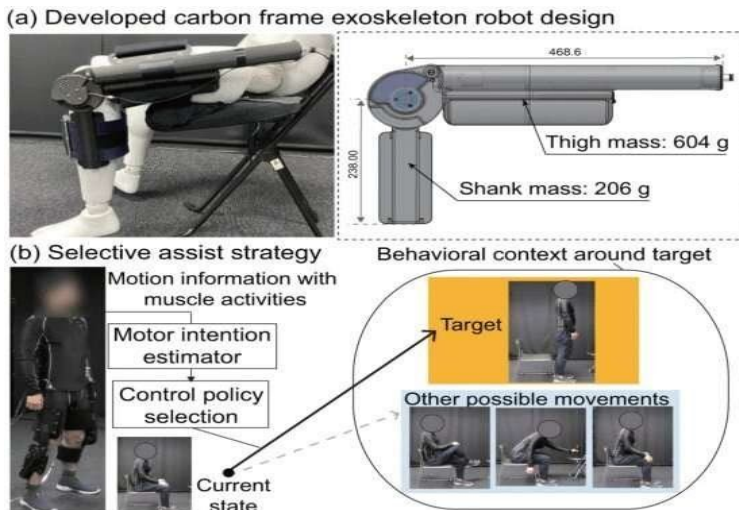 (a) Developed carbon frame exoskeleton robot design
468.6
238.00
Thigh mass: 604 g
Shank mass: 206 g
(b) Selective assist strategy
Motion information with
muscle activities
Motor intention
estimator
Control policy
selection
Current
state
Behavioral context around target
Target
Other possible movements